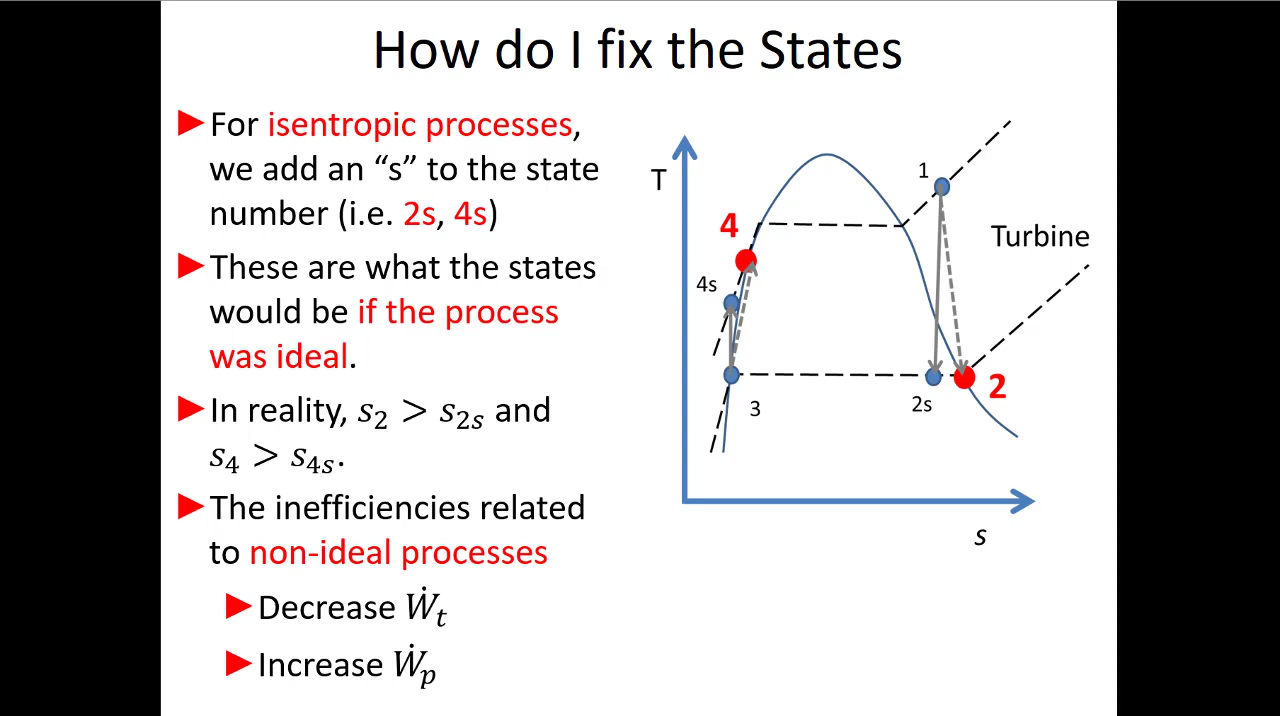 How do I fix the States
For isentropic processes,
we add an “s” to the state
number (i.e. 2s, 4s)
These are what the states
would be if the process
was ideal.
In reality, s₂ > s₂ₛ and
s₄ > s₄ₛ.
The inefficiencies related
to non-ideal processes
Decrease Ẇₜ
Increase Ẇₚ
T
1
4
Turbine
4s
3
2s
2
s